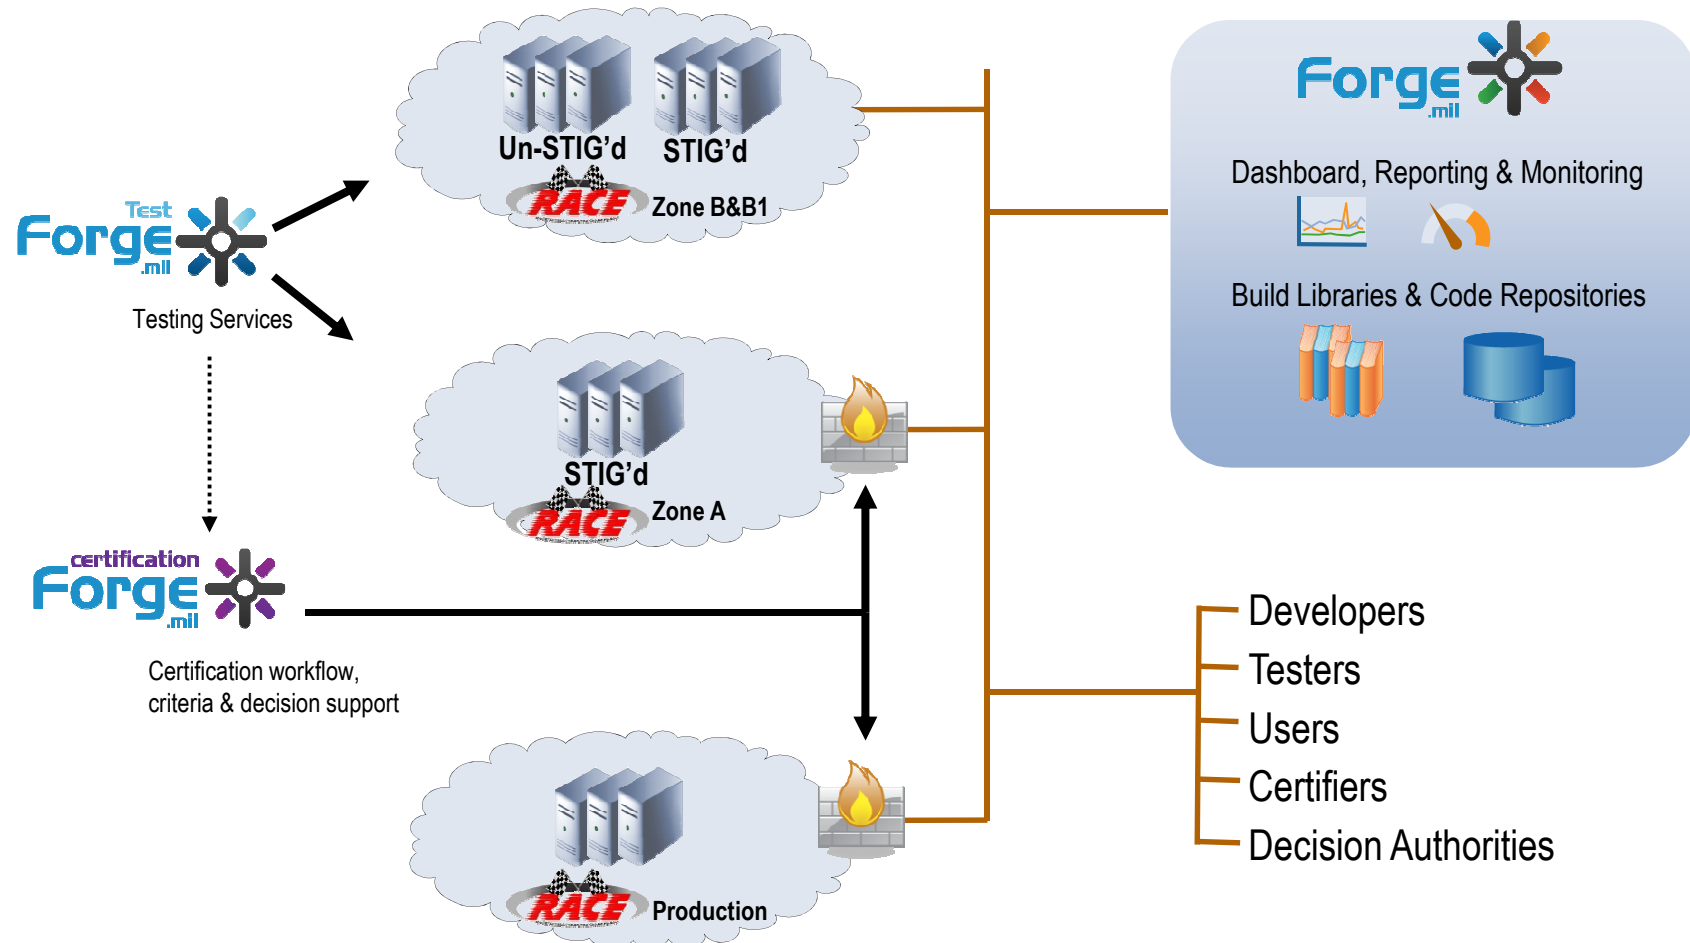 Un-STIG'd
STIG'd
RACE
Zone B&B1
Test
Forge
.mil
Testing Services
STIG'd
RACE
Zone A
certification
Forge
.mil
Certification workflow,
criteria & decision support
RACE
Production
Forge
.mil
Dashboard, Reporting & Monitoring
Build Libraries & Code Repositories
Developers
Testers
Users
Certifiers
Decision Authorities